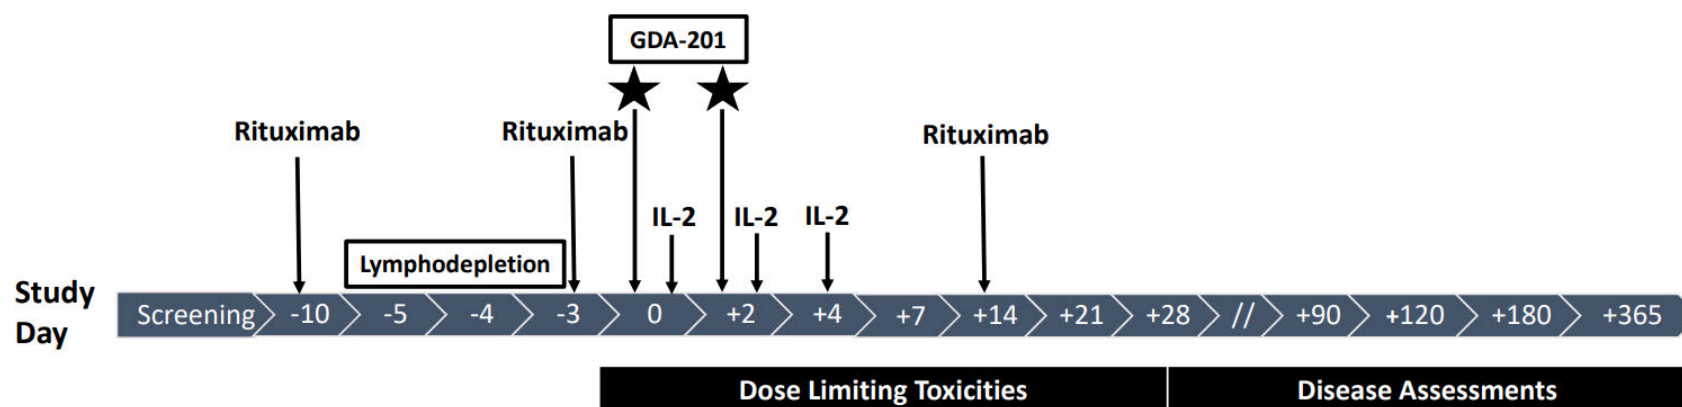 GDA-201
Rituximab
Rituximab
Rituximab
IL-2
IL-2
IL-2
Lymphodepletion
Study
Day
Screening -10 -5 -4 -3 0 +2 +4 +7 +14 +21 +28 // +90 +120 +180 +365
Dose Limiting Toxicities
Disease Assessments